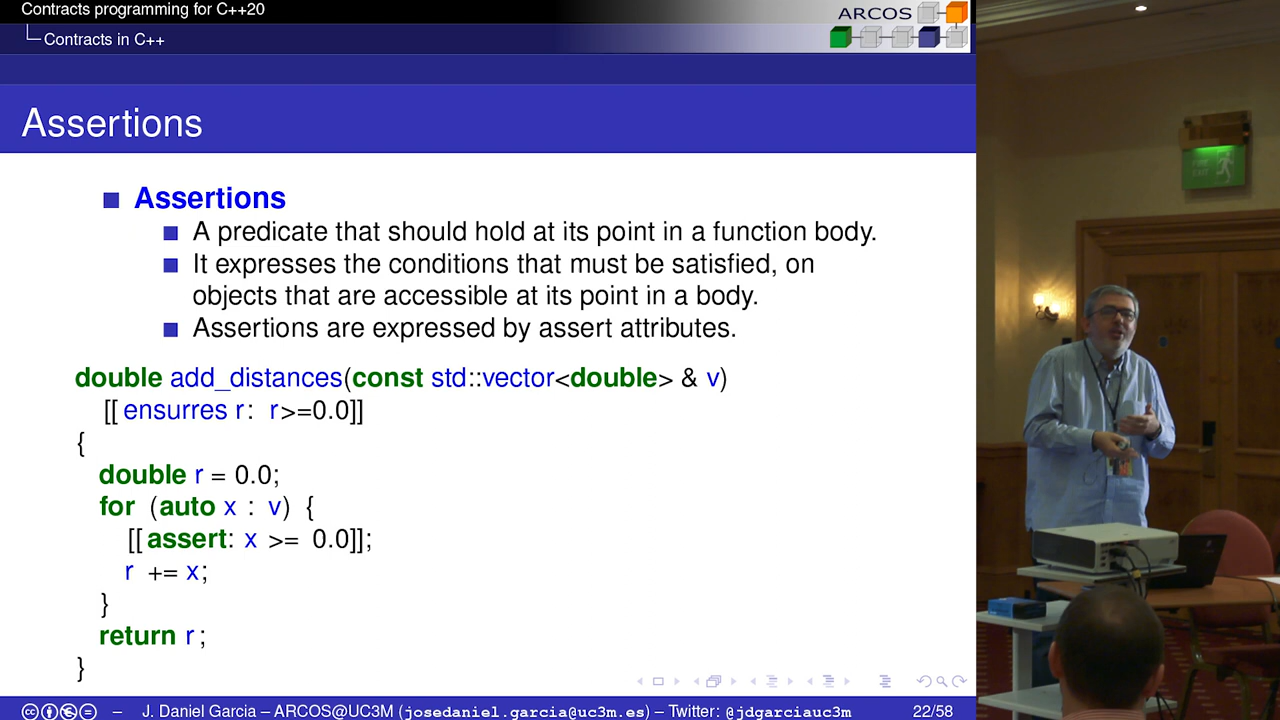 Contracts programming for C++20
Contracts in C++
ARCOS
Assertions
Assertions
A predicate that should hold at its point in a function body.
It expresses the conditions that must be satisfied, on
objects that are accessible at its point in a body.
Assertions are expressed by assert attributes.
double add_distances(const std::vector<double> & v)
[[ ensurres r: r>=0.0]]
{
double r = 0.0;
for (auto x : v) {
[[ assert: x >= 0.0]];
r += x;
}
return r;
}
– J. Daniel Garcia – ARCOS@UC3M (josedaniel.garcia@uc3m.es) – Twitter: @jdgarciauc3m 22/58
FIRE
EXIT